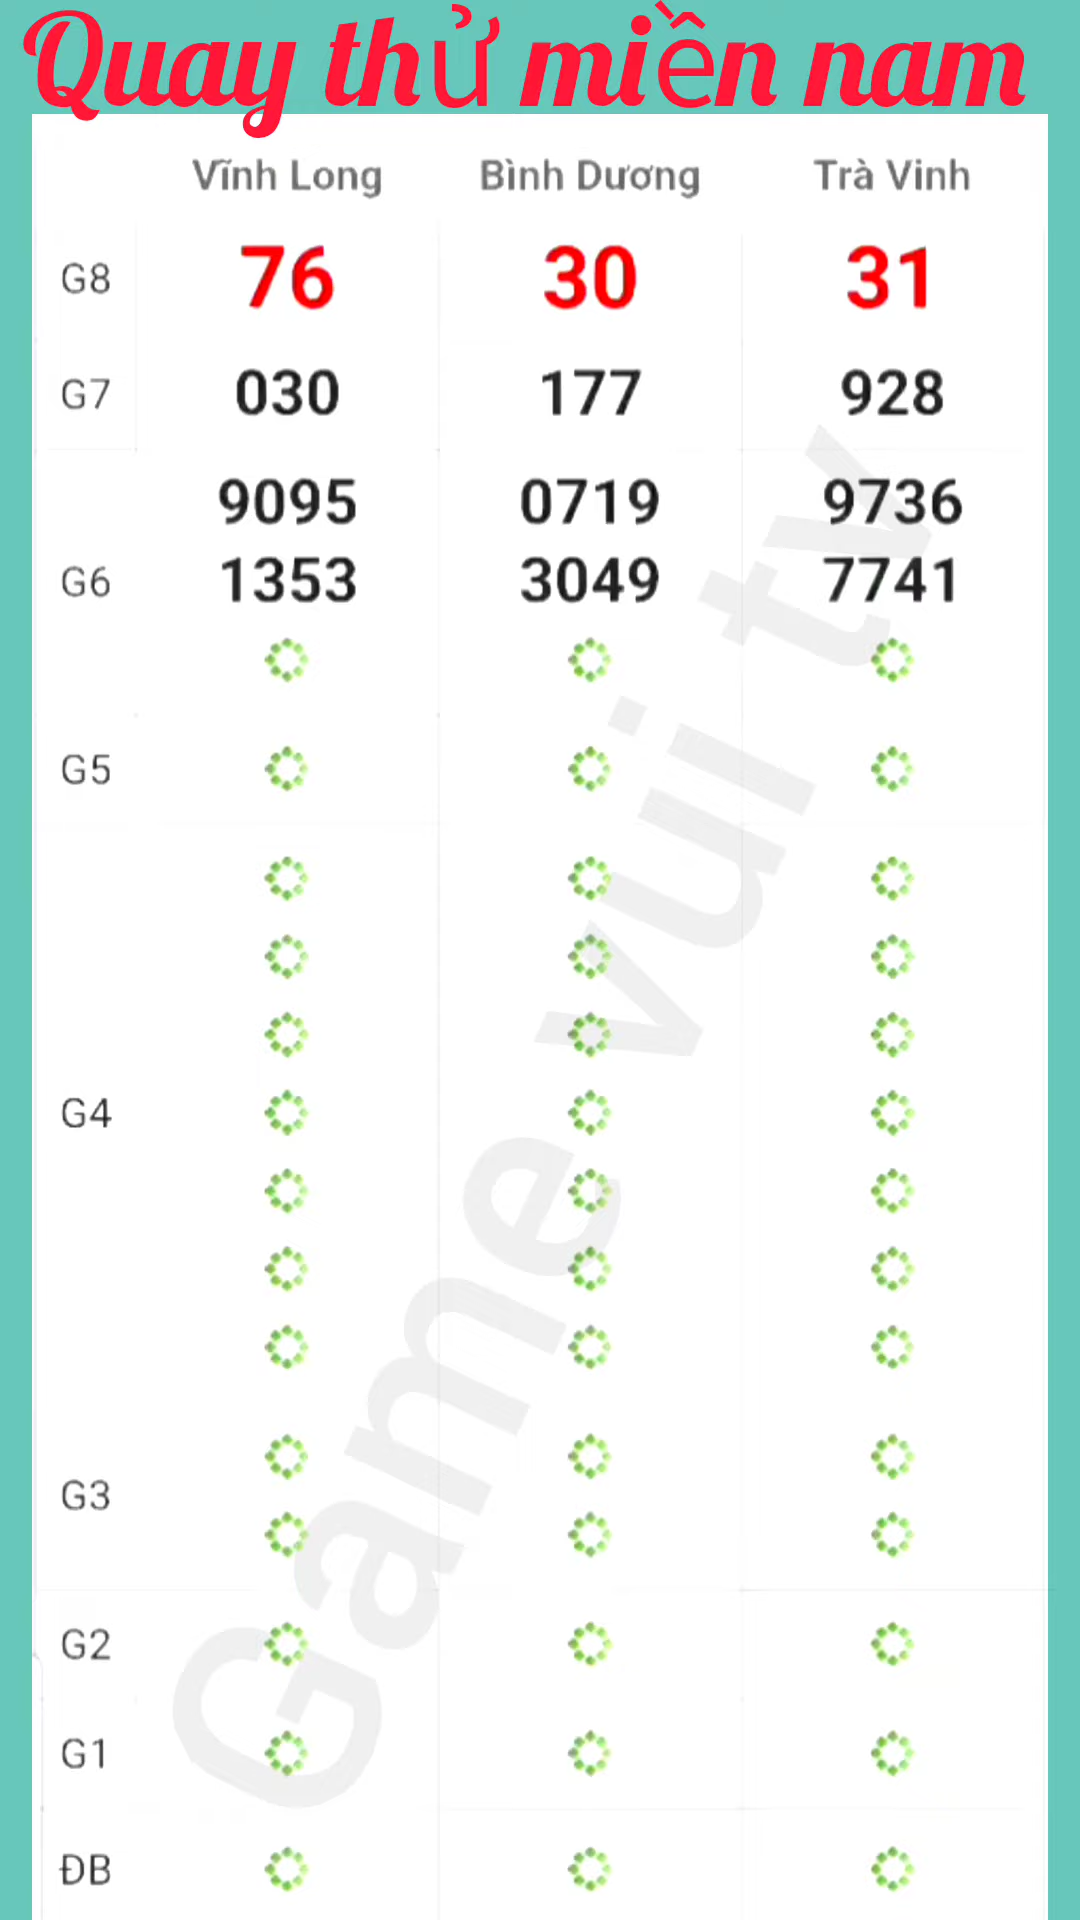 Quay thử miền nam
Vĩnh Long Bình Dương Trà Vinh
G8 76 30 31
G7 030 177 928
9095 0719 9736
G6 1353 3049 7741
G5
G4
G3
G2
G1
ĐB
Game vui tv